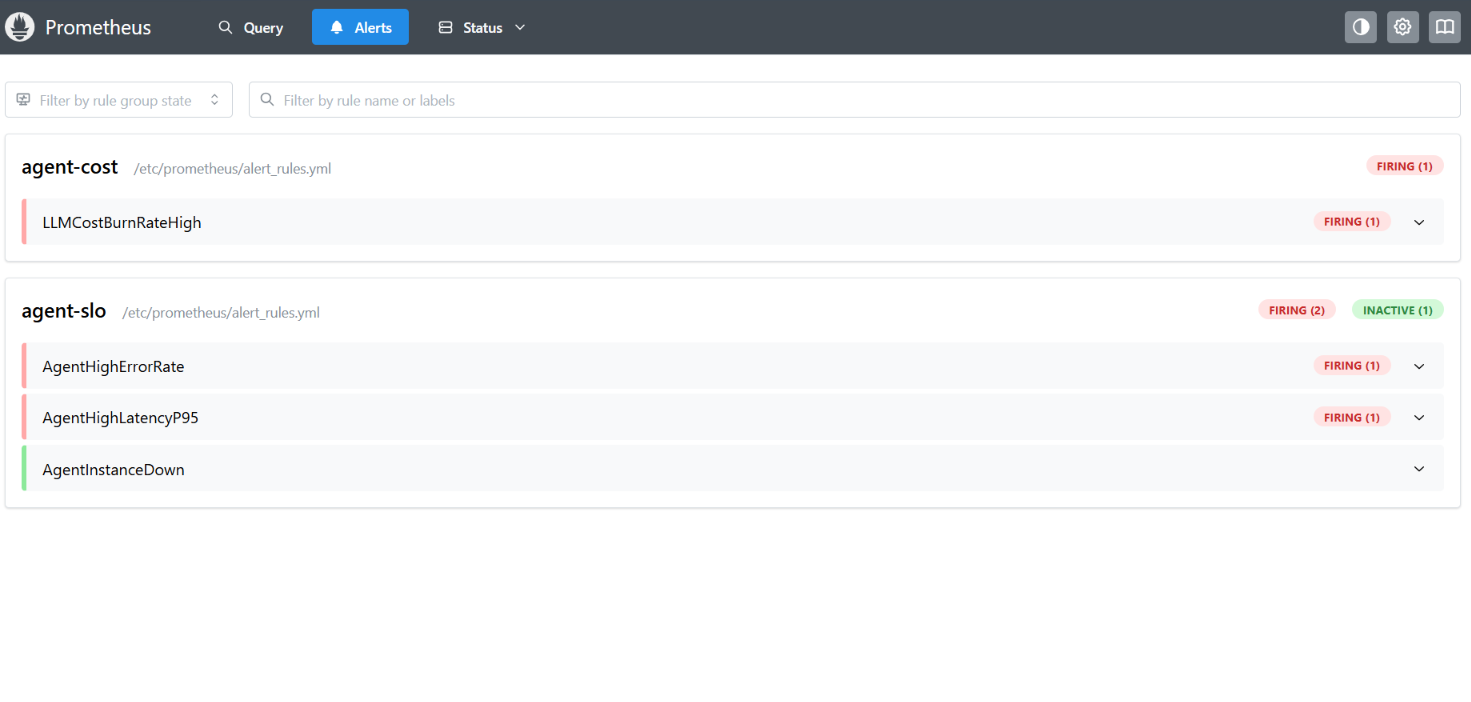 Prometheus Query Alerts Status
Filter by rule group state Filter by rule name or labels
agent-cost /etc/prometheus/alert_rules.yml FIRING (1)
LLMCostBurnRateHigh FIRING (1)
agent-slo /etc/prometheus/alert_rules.yml FIRING (2) INACTIVE (1)
AgentHighErrorRate FIRING (1)
AgentHighLatencyP95 FIRING (1)
AgentInstanceDown